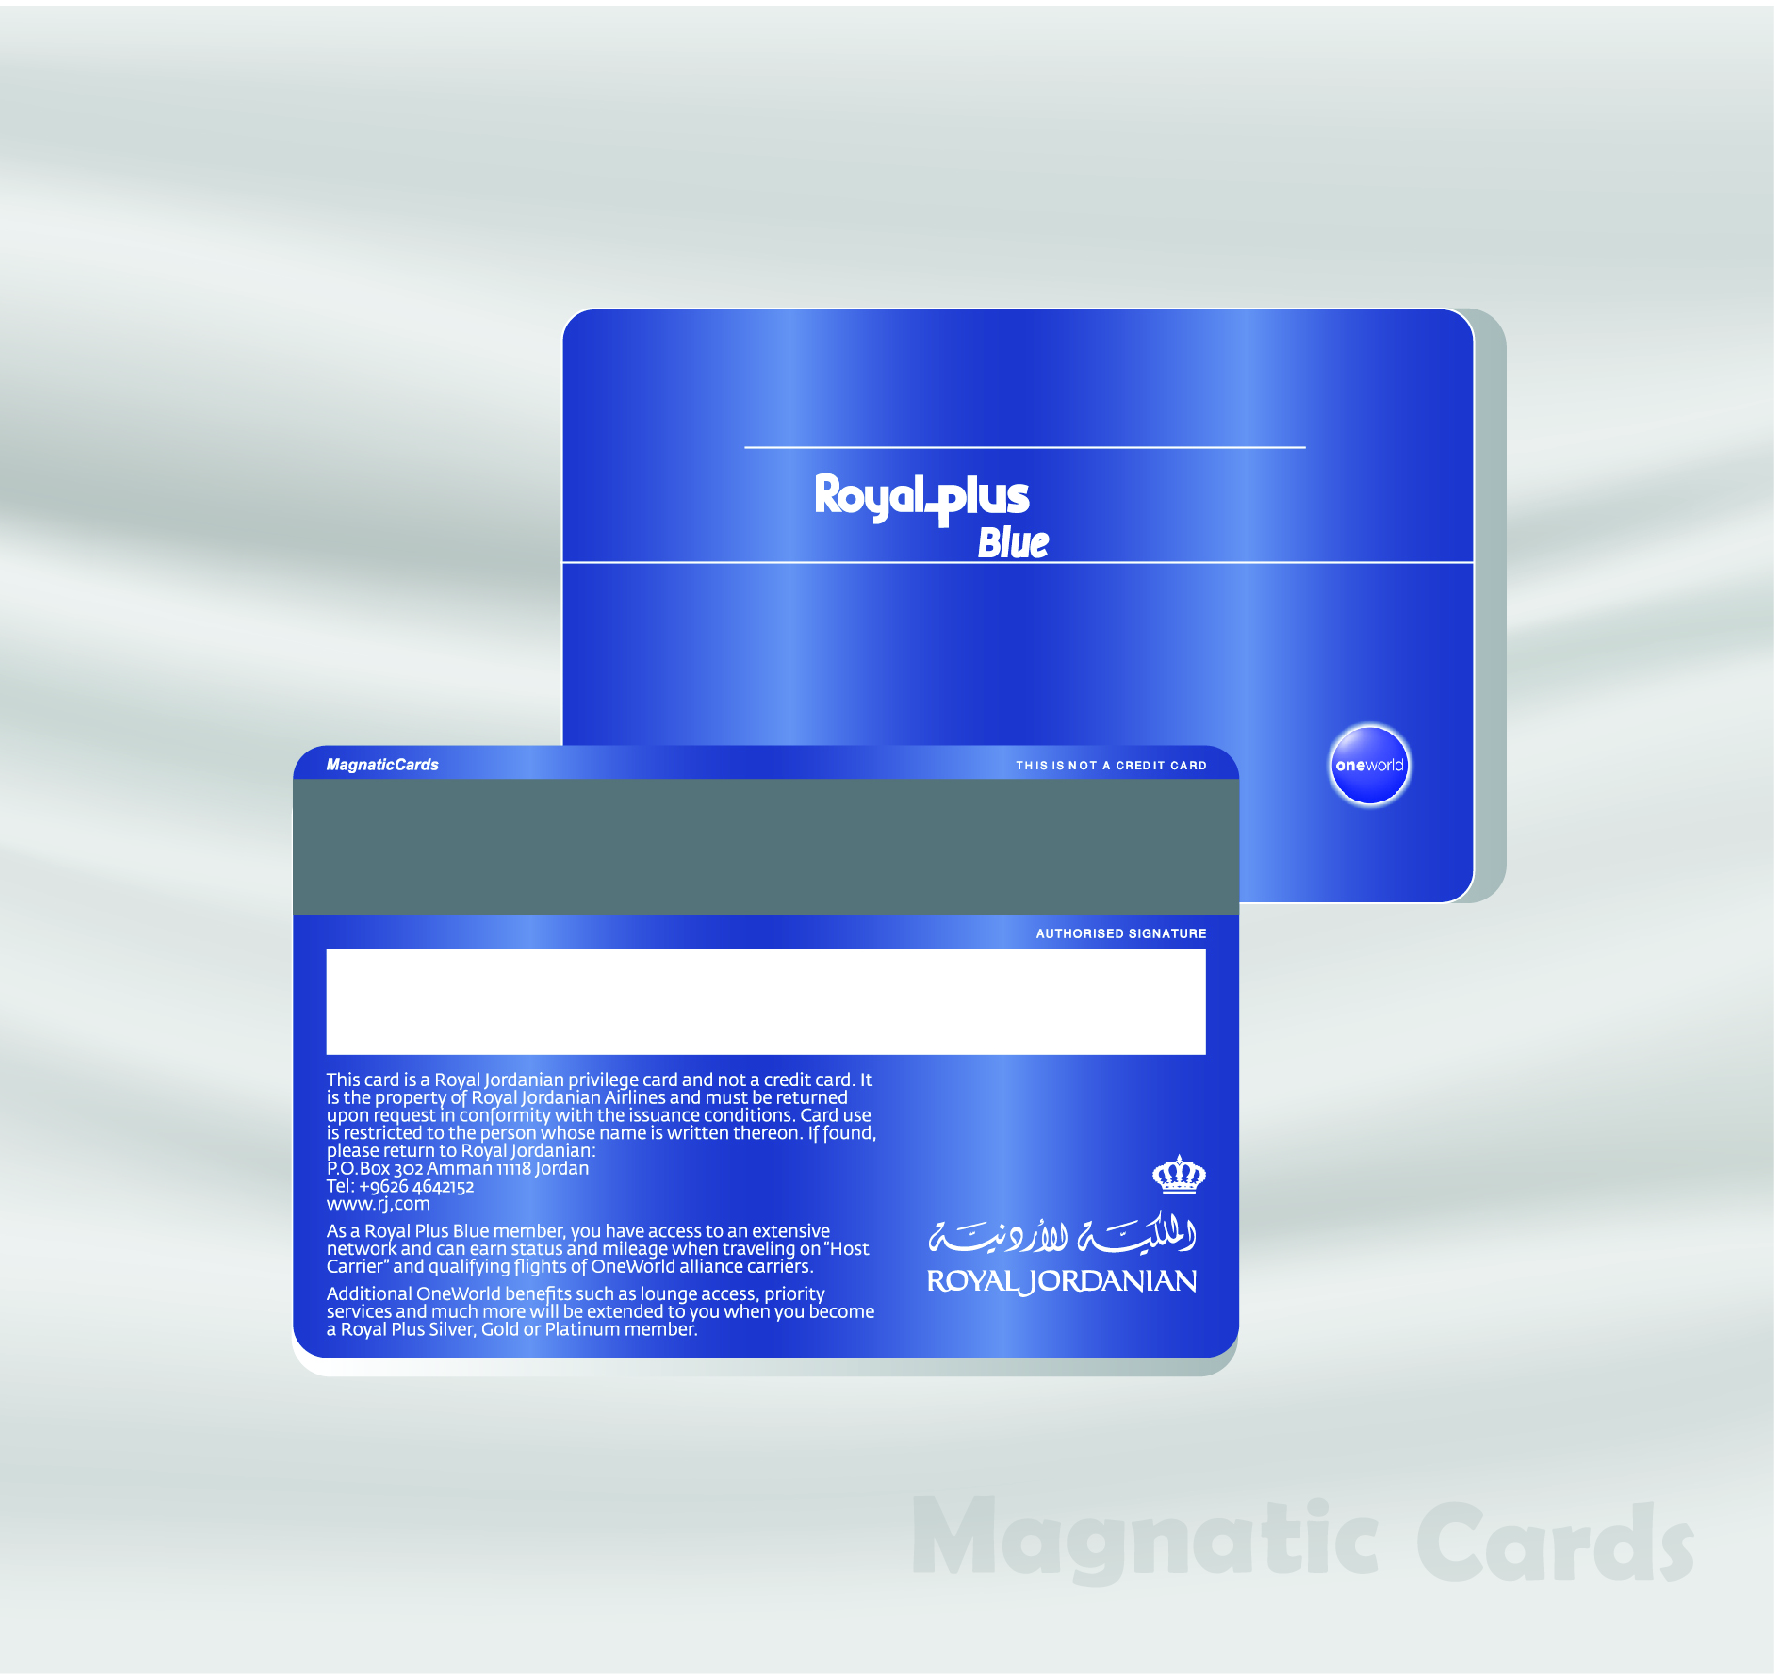 Royal plus
Blue
oneworld
MagnaticCards
THIS IS NOT A CREDIT CARD
AUTHORISED SIGNATURE
This card is a Royal Jordanian privilege card and not a credit card. It
is the property of Royal Jordanian Airlines and must be returned
upon request in conformity with the issuance conditions. Card use
is restricted to the person whose name is written thereon. If found,
please return to Royal Jordanian:
P.O.Box 302 Amman 11118 Jordan
Tel: +9626 4642152
www.rj,com
As a Royal Plus Blue member, you have access to an extensive
network and can earn status and mileage when traveling on "Host
Carrier" and qualifying flights of OneWorld alliance carriers.
Additional OneWorld benefits such as lounge access, priority
services and much more will be extended to you when you become
a Royal Plus Silver, Gold or Platinum member.
الملكيـة الأردنيـة
ROYAL JORDANIAN
Magnatic Cards